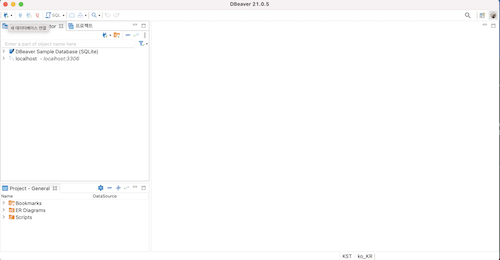 DBeaver 21.0.5
SQL
새 데이터베이스 연결
tor
프로젝트
Enter a part of object name here
DBeaver Sample Database (SQLite)
localhost - localhost:3306
Project - General
Name
DataSource
Bookmarks
ER Diagrams
Scripts
KST
ko_KR